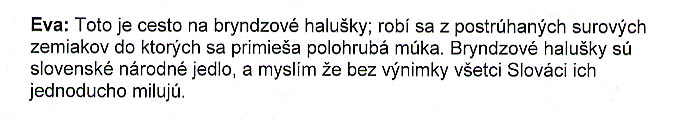 Eva: Toto je cesto na bryndzové halušky; robí sa z postrúhaných surových
zemiakov do ktorých sa primieša polohrubá múka. Bryndzové halušky sú
slovenské národné jedlo, a myslím že bez výnimky všetci Slováci ich
jednoducho milujú.